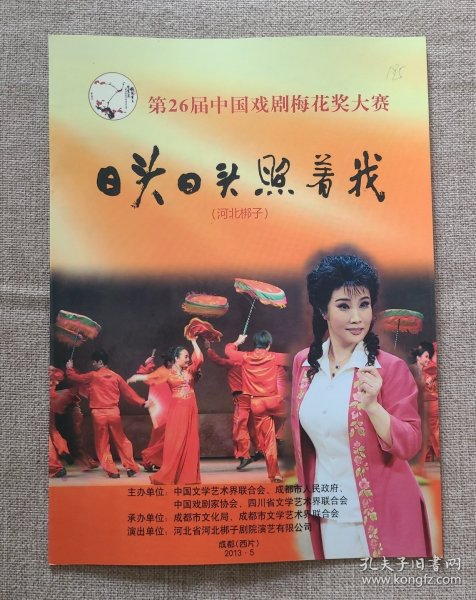 185
第26届中国戏剧梅花奖大赛
日头日头照着我
(河北梆子)
主办单位：中国文学艺术界联合会、成都市人民政府、
中国戏剧家协会、四川省文学艺术界联合会
承办单位：成都市文化局、成都市文学艺术界联合会
演出单位：河北省河北梆子剧院演艺有限公司
成都(西片)
2013·5
孔夫子旧书网
www.kongfz.com